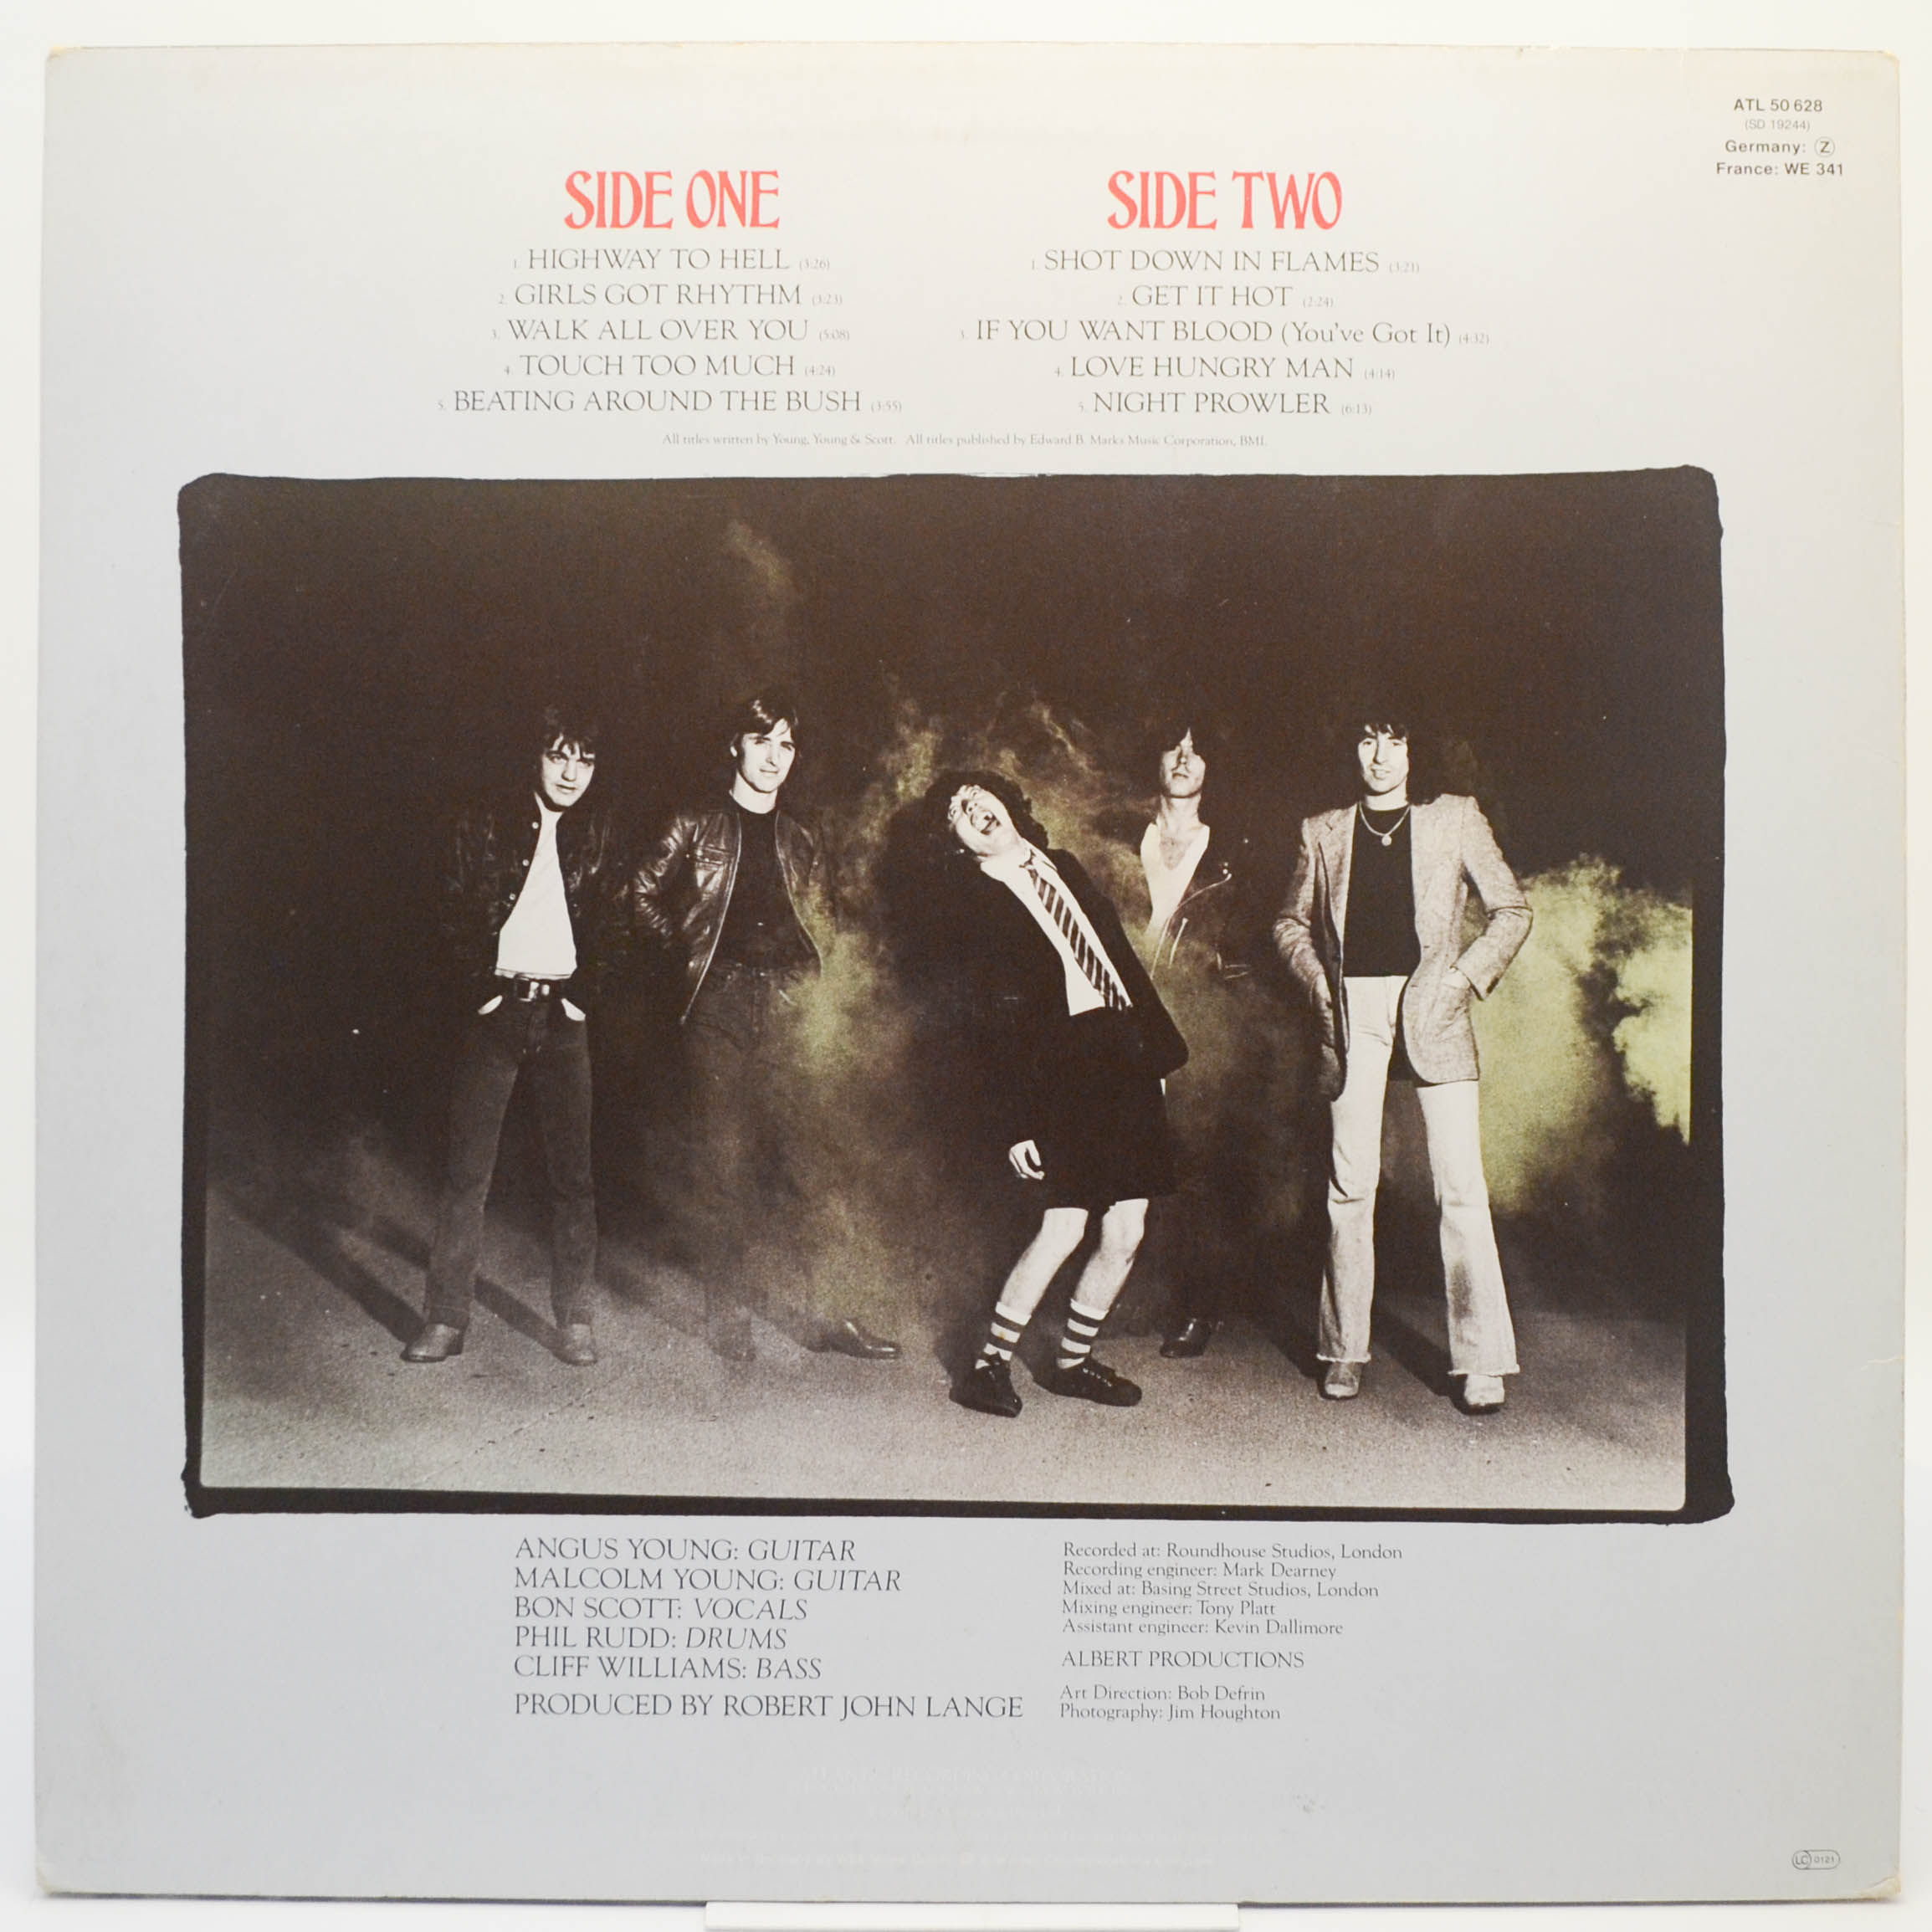 ATL 50 628
(SD 19244)
Germany: Z
France: WE 341
SIDE ONE
1. HIGHWAY TO HELL (3:26)
2. GIRLS GOT RHYTHM (3:23)
3. WALK ALL OVER YOU (5:08)
4. TOUCH TOO MUCH (4:24)
5. BEATING AROUND THE BUSH (3:55)
SIDE TWO
1. SHOT DOWN IN FLAMES (3:21)
2. GET IT HOT (2:24)
3. IF YOU WANT BLOOD (You've Got It) (4:32)
4. LOVE HUNGRY MAN (4:14)
5. NIGHT PROWLER (6:13)
All titles written by Young, Young & Scott. All titles published by Edward B. Marks Music Corporation, BMI.
ANGUS YOUNG: GUITAR
MALCOLM YOUNG: GUITAR
BON SCOTT: VOCALS
PHIL RUDD: DRUMS
CLIFF WILLIAMS: BASS
PRODUCED BY ROBERT JOHN LANGE
Recorded at: Roundhouse Studios, London
Recording engineer: Mark Dearney
Mixed at: Basing Street Studios, London
Mixing engineer: Tony Platt
Assistant engineer: Kevin Dallimore
ALBERT PRODUCTIONS
Art Direction: Bob Defrin
Photography: Jim Houghton
LC 0121